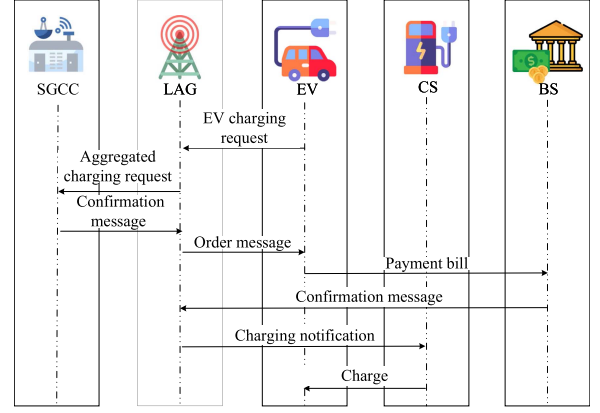 SGCC
LAG
EV
CS
BS
EV charging
request
Aggregated
charging request
Confirmation
message
Order message
Payment bill
Confirmation message
Charging notification
Charge